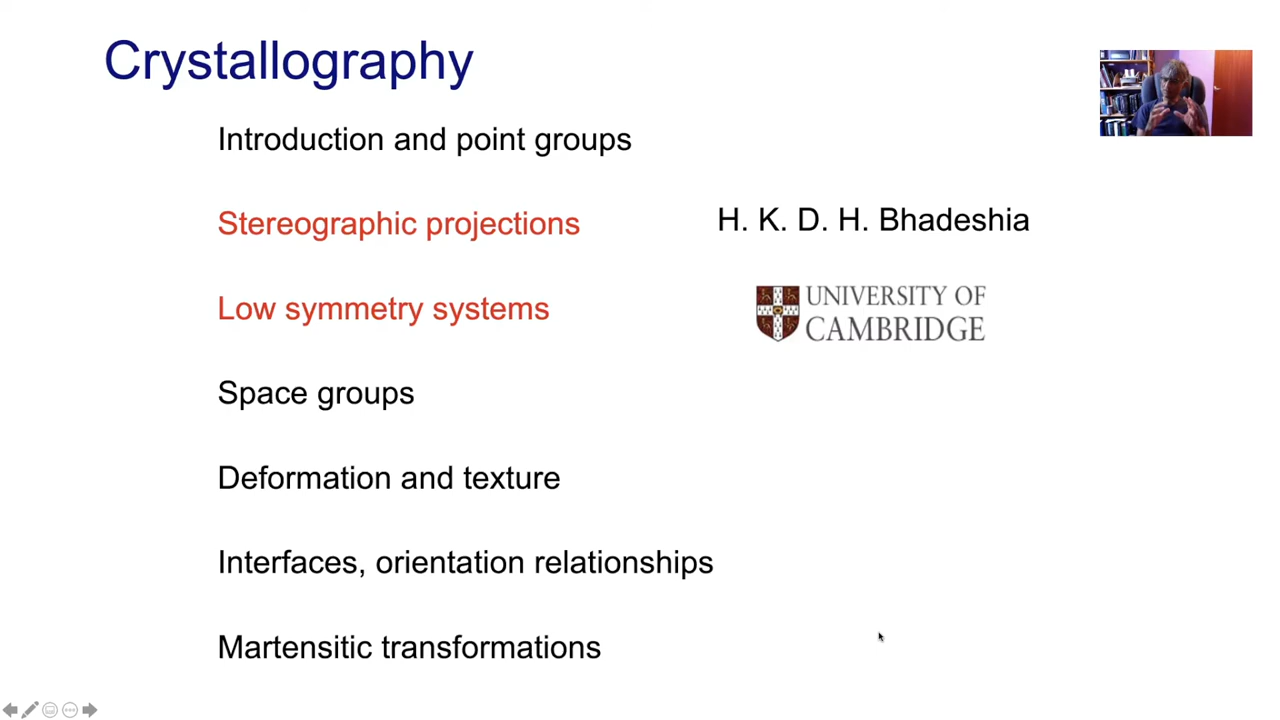 Crystallography
Introduction and point groups
Stereographic projections
H. K. D. H. Bhadeshia
Low symmetry systems
UNIVERSITY OF
CAMBRIDGE
Space groups
Deformation and texture
Interfaces, orientation relationships
Martensitic transformations